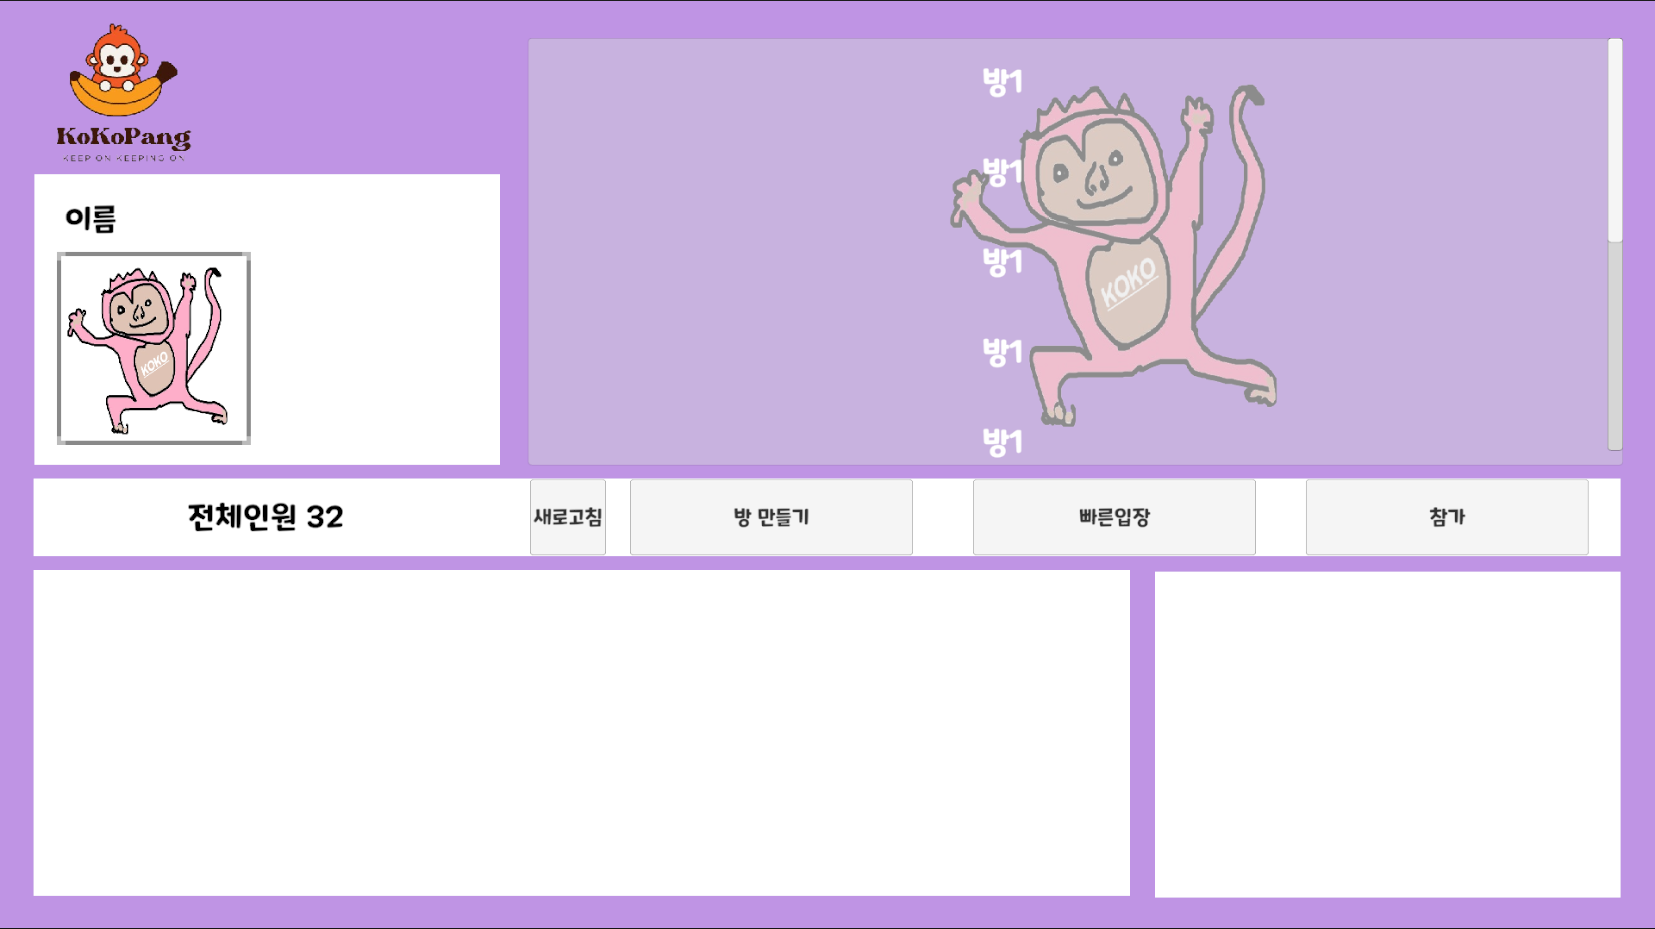 KoKoPang
KEEP ON KEEPING ON
이름
KOKO
방1
방1
방1
방1
방1
KOKO
전체인원 32
새로고침
방 만들기
빠른입장
참가